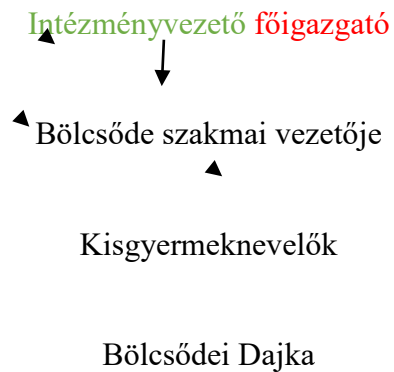 Intézményvezető főigazgató
Bölcsőde szakmai vezetője
Kisgyermeknevelők
Bölcsődei Dajka